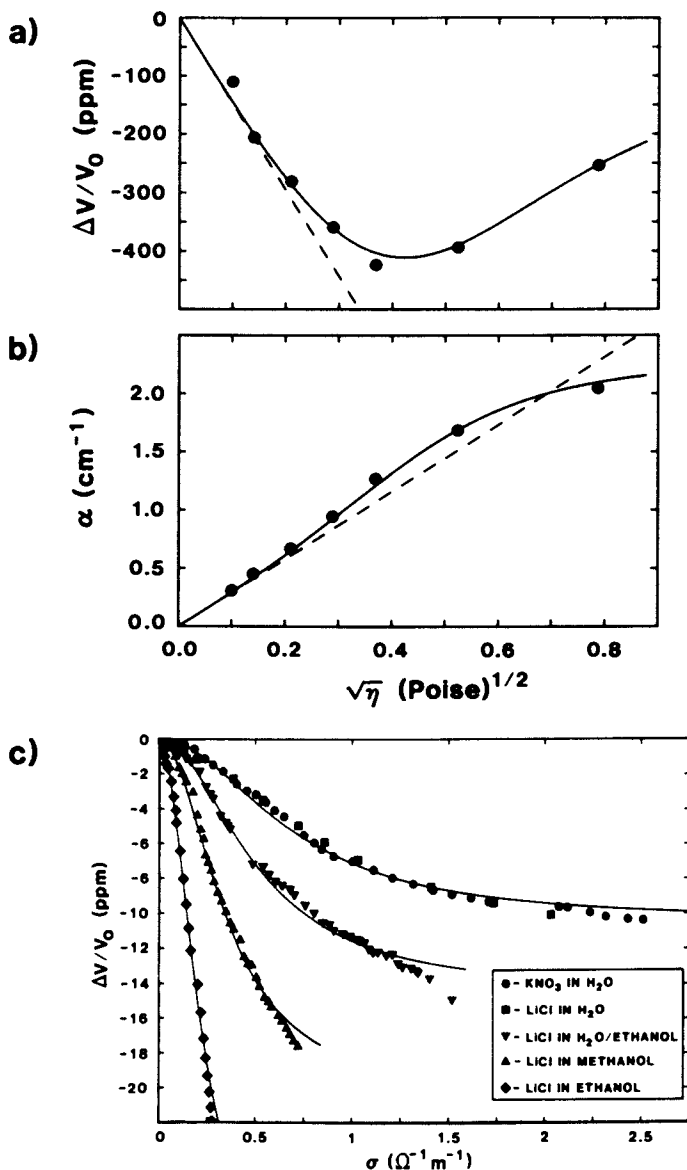 a)
ΔV/V₀ (ppm)
0
-100
-200
-300
-400
b)
α (cm⁻¹)
2.0
1.5
1.0
0.5
0.0
0.0 0.2 0.4 0.6 0.8
√η (Poise)^1/2
c)
ΔV/V₀ (ppm)
0
-2
-4
-6
-8
-10
-12
-14
-16
-18
-20
0 0.5 1 1.5 2 2.5
σ (Ω⁻¹ m⁻¹)
● - KNO₃ IN H₂O
■ - LiCl IN H₂O
▼ - LiCl IN H₂O/ETHANOL
▲ - LiCl IN METHANOL
◆ - LiCl IN ETHANOL